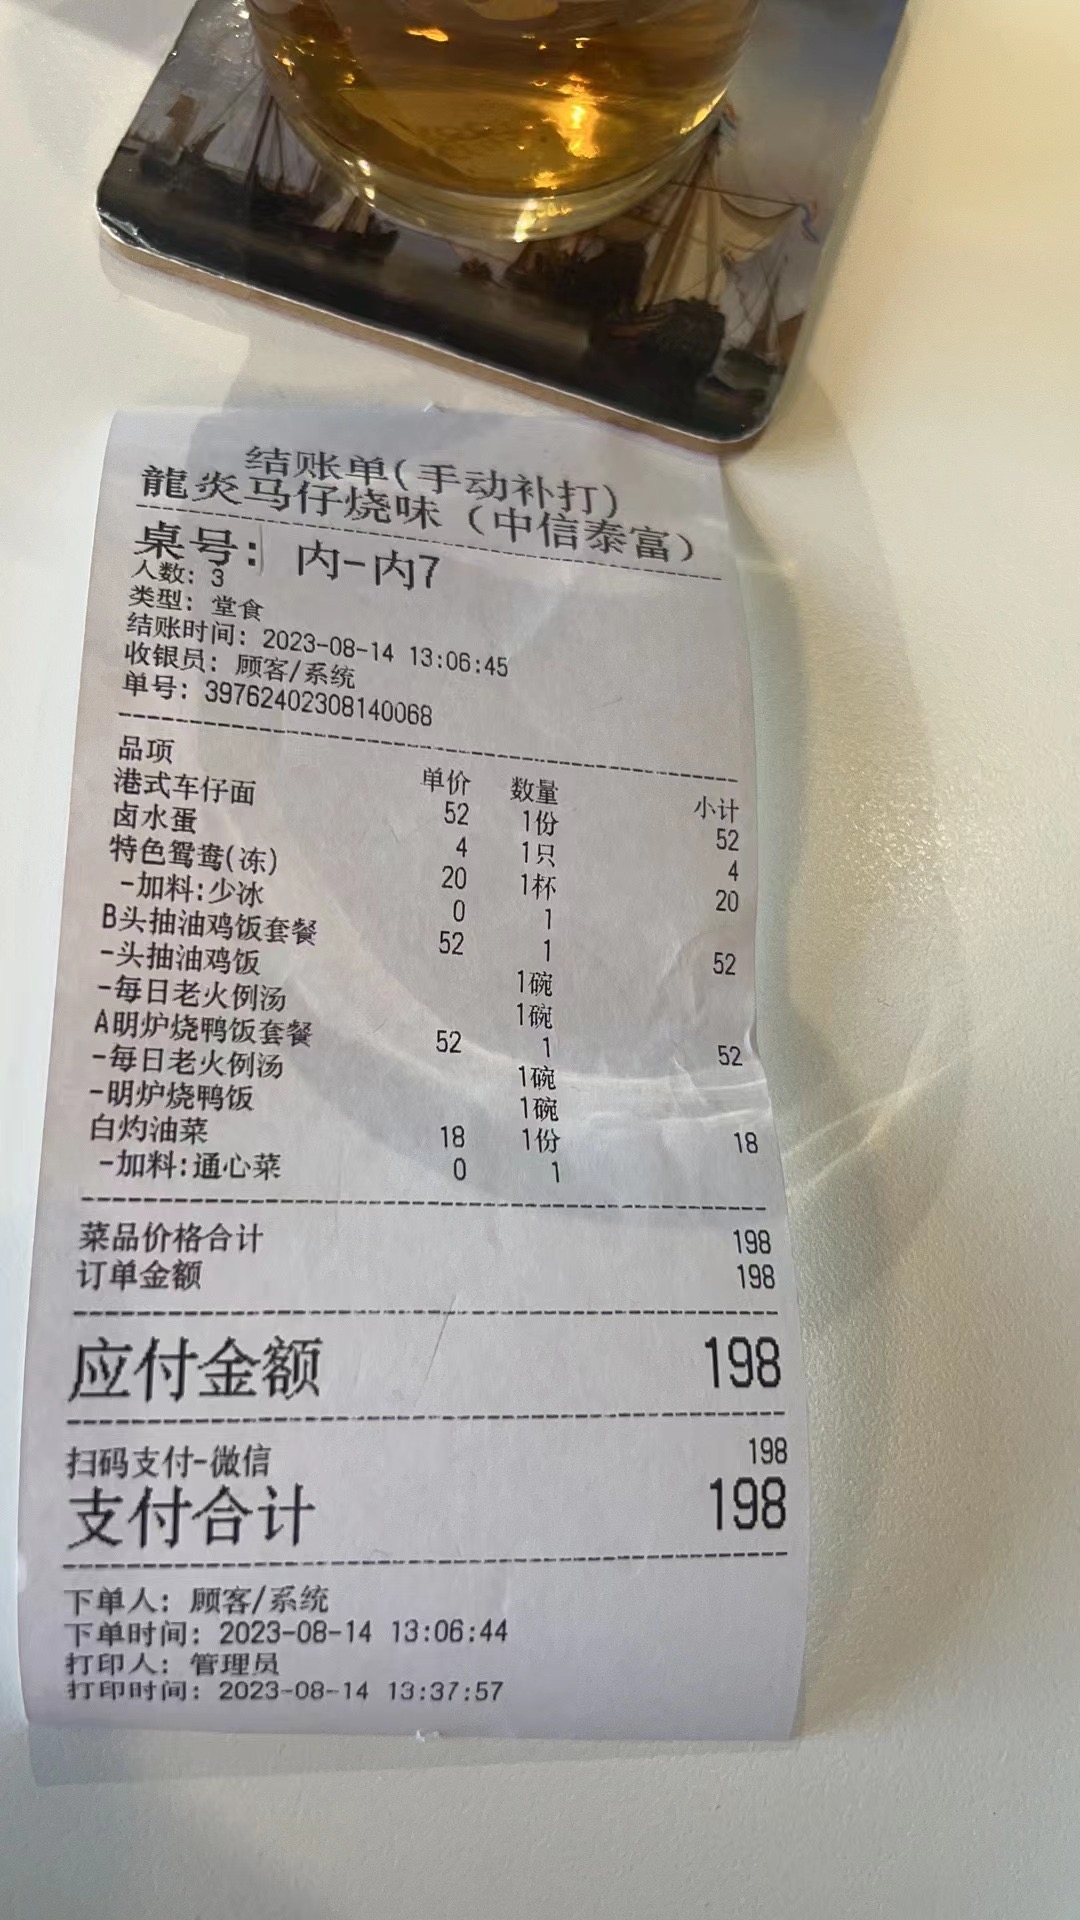 结账单(手动补打)
龍炎马仔烧味（中信泰富）
桌号: 内-内7
人数: 3
类型: 堂食
结账时间: 2023-08-14 13:06:45
收银员: 顾客/系统
单号: 39762402308140068
品项 单价 数量 小计
港式车仔面 52 1份 52
卤水蛋 4 1只 4
特色鸳鸯(冻) 20 1杯 20
-加料:少冰 0 1
B头抽油鸡饭套餐 52 1 52
-头抽油鸡饭 1碗
-每日老火例汤 1碗
A明炉烧鸭饭套餐 52 1 52
-每日老火例汤 1碗
-明炉烧鸭饭 1碗
白灼油菜 18 1份 18
-加料:通心菜 0 1
菜品价格合计 198
订单金额 198
应付金额 198
扫码支付-微信 198
支付合计 198
下单人: 顾客/系统
下单时间: 2023-08-14 13:06:44
打印人: 管理员
打印时间: 2023-08-14 13:37:57